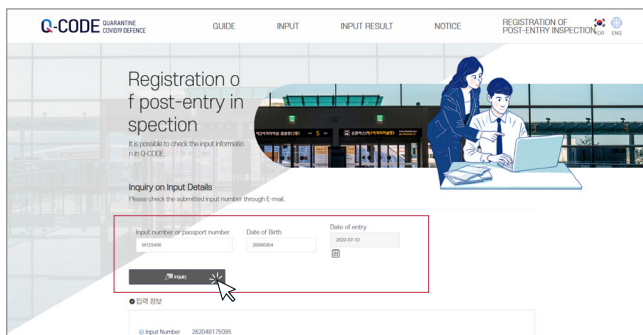 Q-CODE QUARANTINE
COVID19 DEFENCE
GUIDE
INPUT
INPUT RESULT
NOTICE
REGISTRATION OF
POST-ENTRY INSPECTION
KOR ENG
Registration o
f post-entry in
spection
It is possible to check the input informatio
n in Q-CODE.
Inquiry on Input Details
Please check the submitted input number through E-mail.
Input number or passport number
Date of Birth
Date of entry
M123456
2022-07-12
Inquiry
입력 정보
Input Number 262048175095